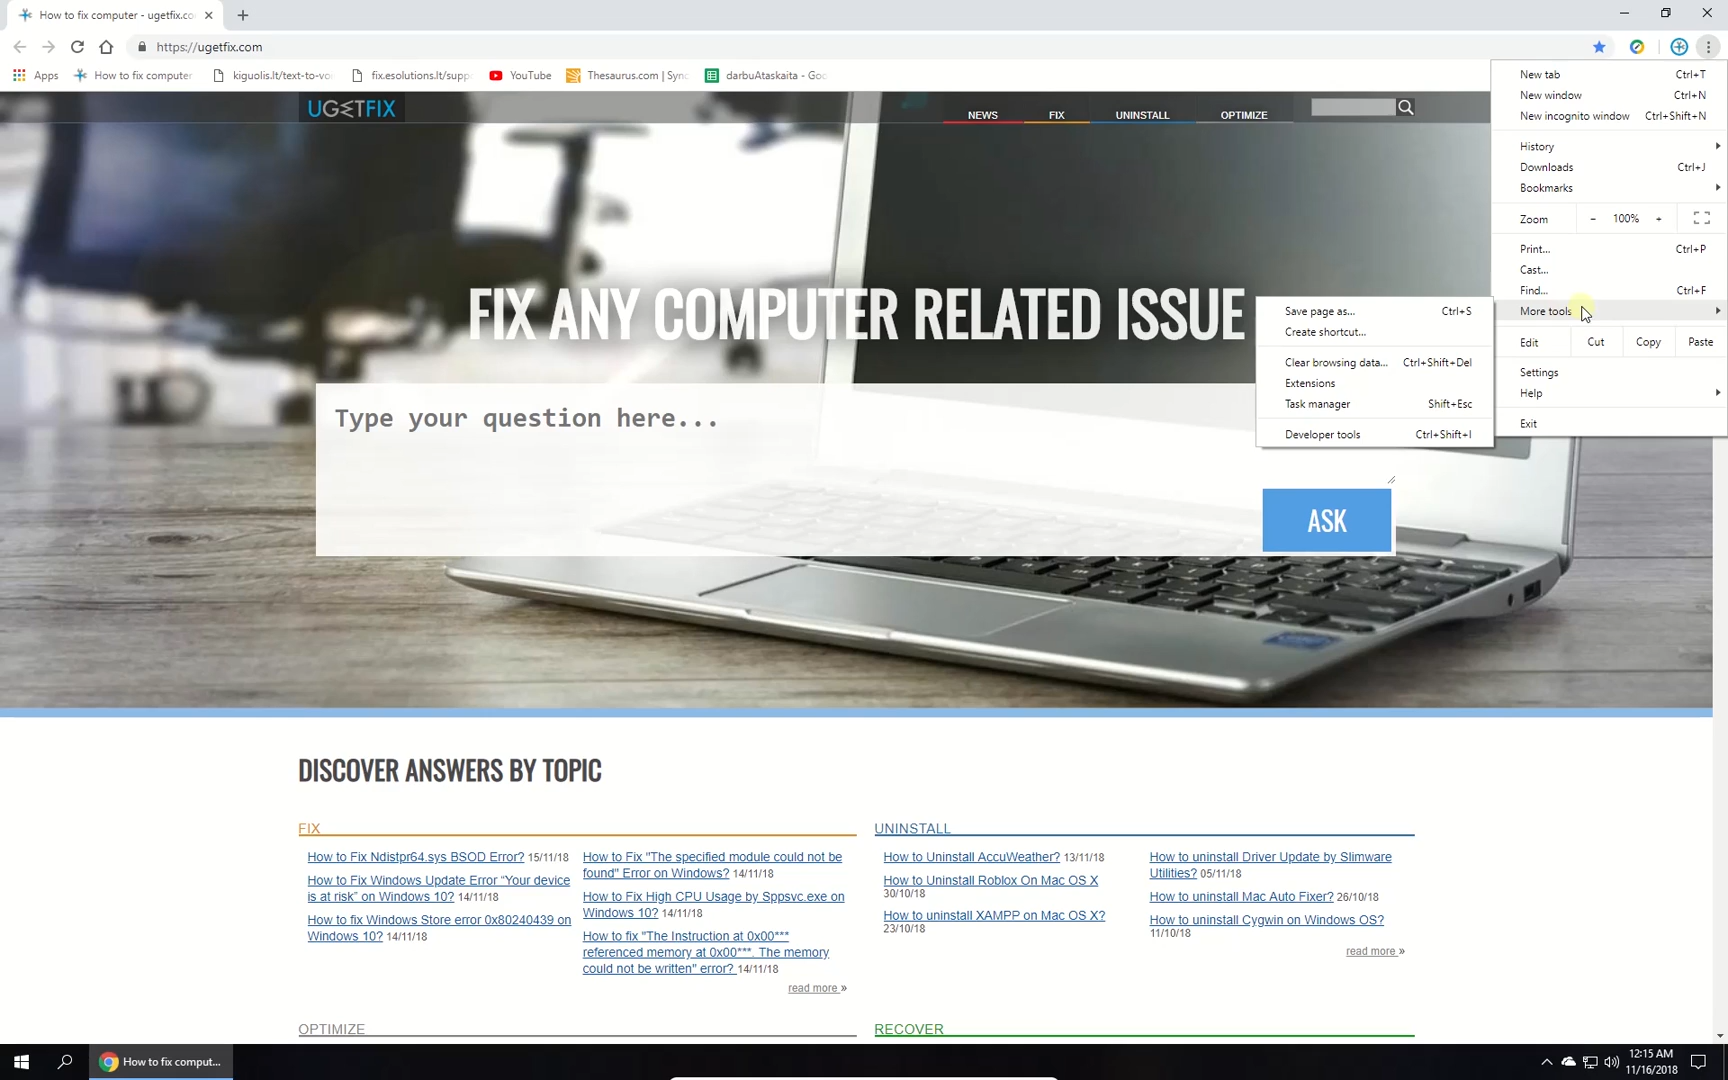 How to fix computer - ugetfix.co
https://ugetfix.com
Apps How to fix computer kiguolis.lt/text-to-vo fix.esolutions.lt/supp YouTube Thesaurus.com | Syn darbuAtaskaita - Goo
UGETFIX
NEWS FIX UNINSTALL OPTIMIZE
New tab Ctrl+T
New window Ctrl+N
New incognito window Ctrl+Shift+N
History
Downloads Ctrl+J
Bookmarks
Zoom - 100% +
Print... Ctrl+P
Cast...
Find... Ctrl+F
More tools
Edit Cut Copy Paste
Settings
Help
Exit
Save page as... Ctrl+S
Create shortcut...
Clear browsing data... Ctrl+Shift+Del
Extensions
Task manager Shift+Esc
Developer tools Ctrl+Shift+I
FIX ANY COMPUTER RELATED ISSUE
Type your question here...
ASK
DISCOVER ANSWERS BY TOPIC
FIX
How to Fix Ndistpr64.sys BSOD Error? 15/11/18
How to Fix Windows Update Error “Your device
is at risk” on Windows 10? 14/11/18
How to fix Windows Store error 0x80240439 on
Windows 10? 14/11/18
How to Fix "The specified module could not be
found" Error on Windows? 14/11/18
How to Fix High CPU Usage by Sppsvc.exe on
Windows 10? 14/11/18
How to fix "The Instruction at 0x00***
referenced memory at 0x00***. The memory
could not be written" error? 14/11/18
read more »
UNINSTALL
How to Uninstall AccuWeather? 13/11/18
How to Uninstall Roblox On Mac OS X
30/10/18
How to uninstall XAMPP on Mac OS X?
23/10/18
How to uninstall Driver Update by Slimware
Utilities? 05/11/18
How to uninstall Mac Auto Fixer? 26/10/18
How to uninstall Cygwin on Windows OS?
11/10/18
read more »
OPTIMIZE
RECOVER
How to fix comput...
12:15 AM
11/16/2018